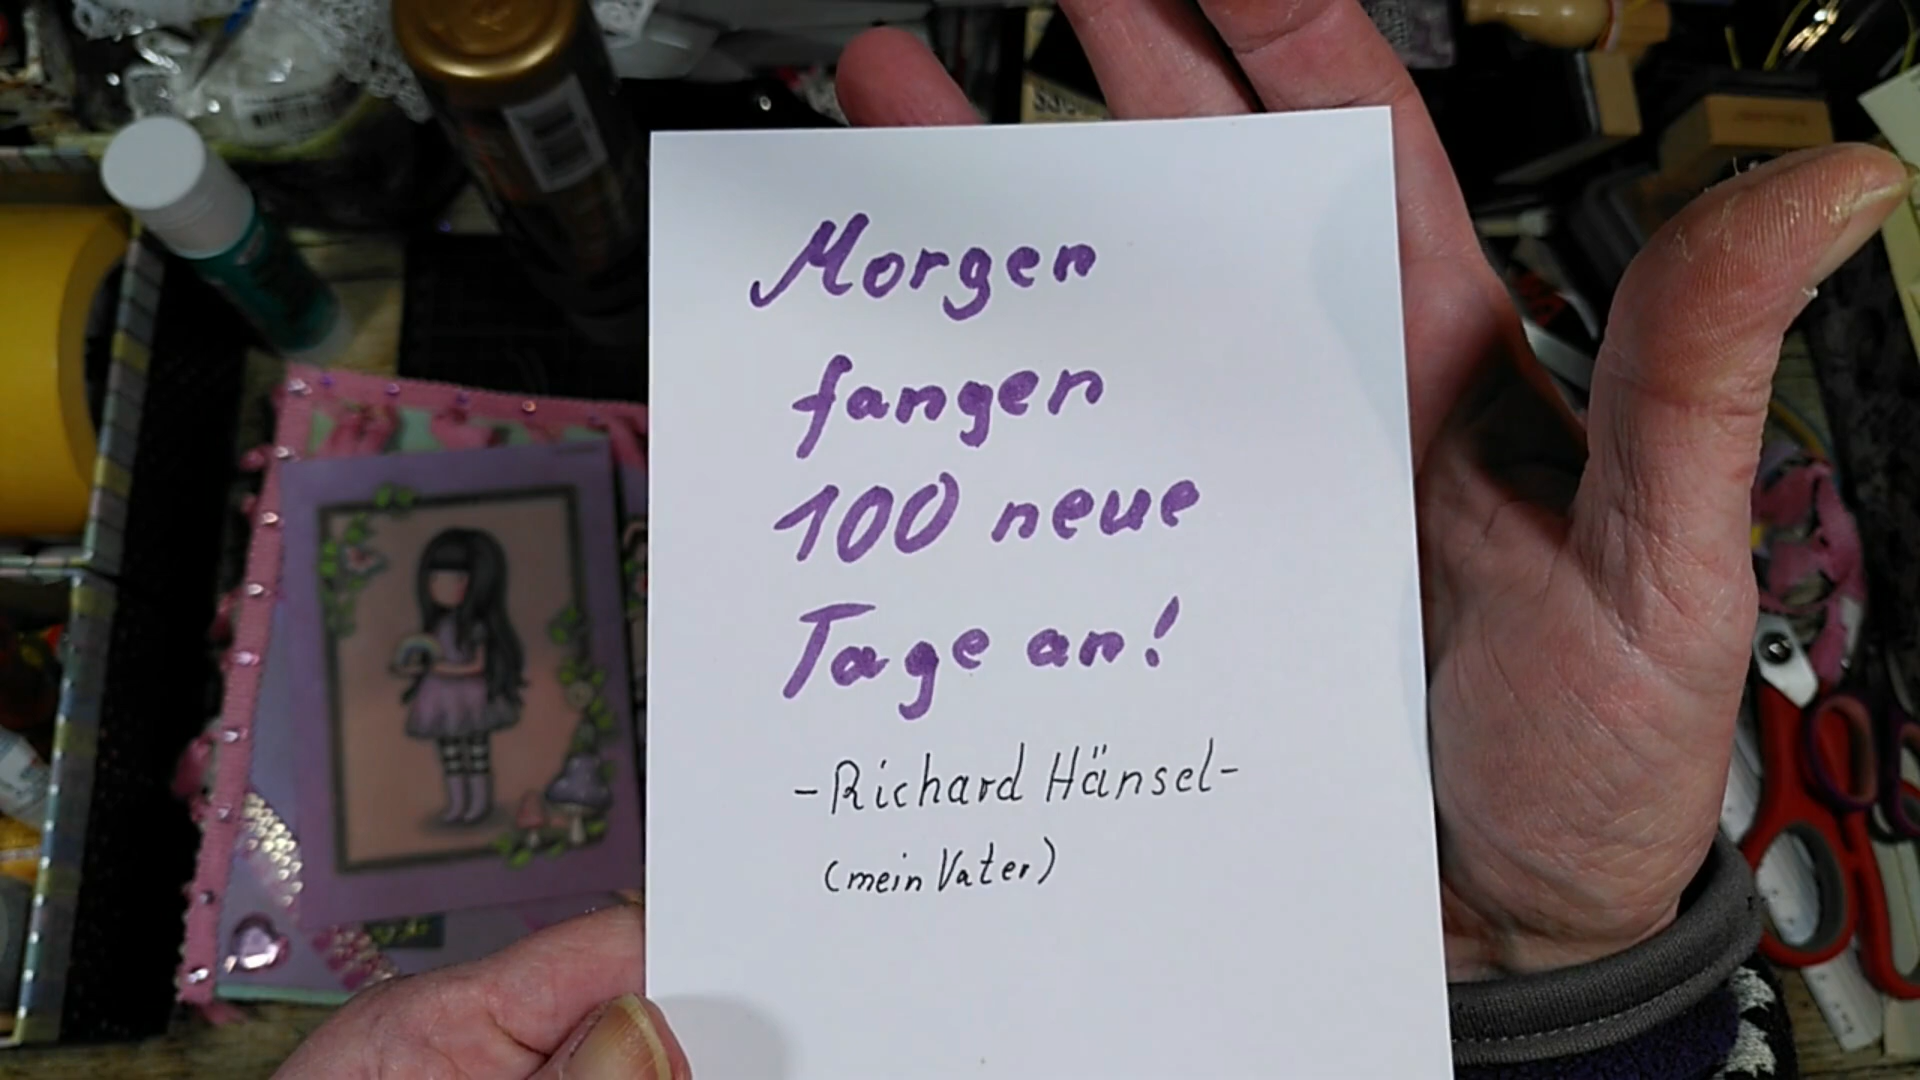 Morgen
fangen
100 neue
Tage an!
-Richard Hänsel-
(mein Vater)